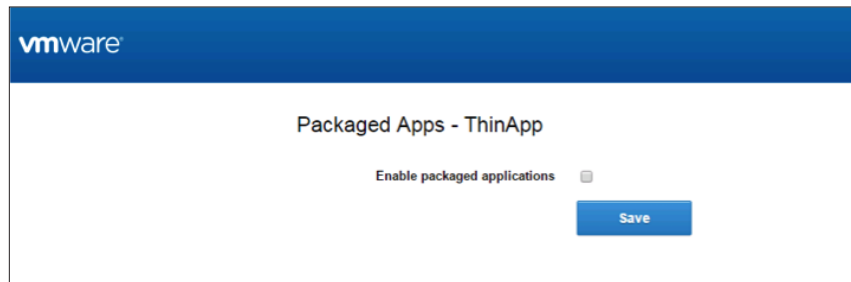 vmware
Packaged Apps - ThinApp
Enable packaged applications
Save